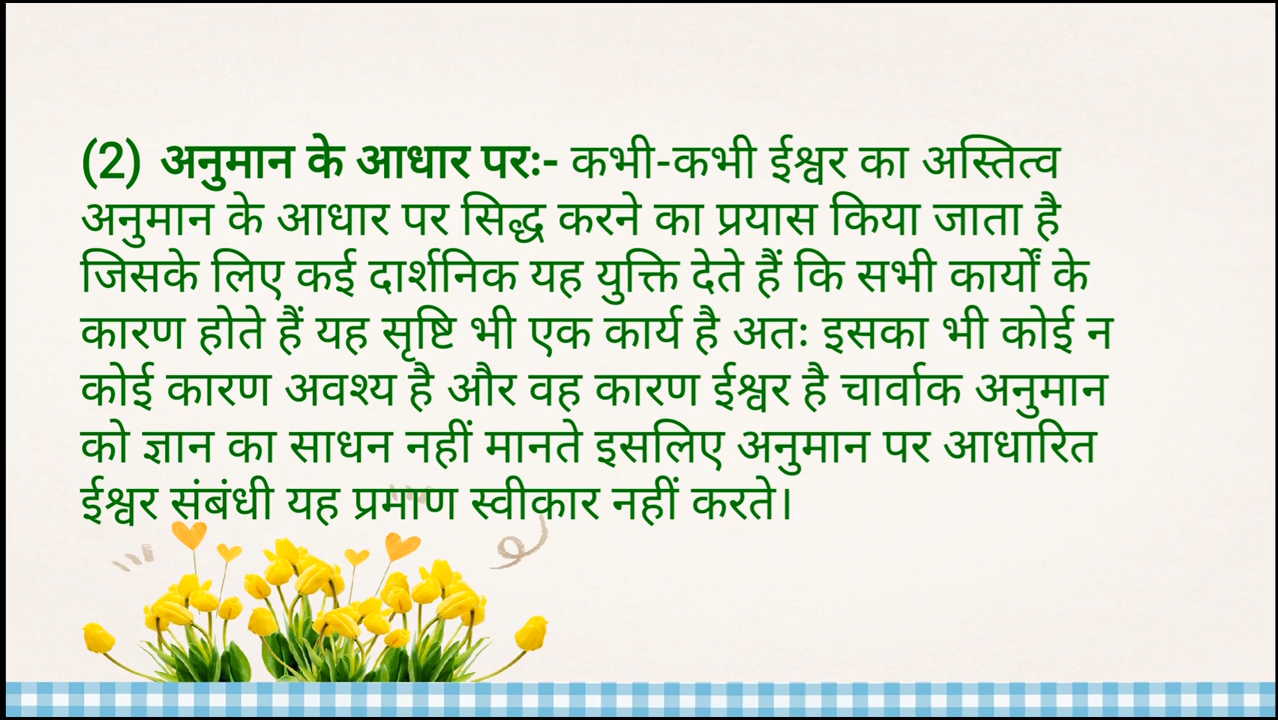 (2) अनुमान के आधार पर:- कभी-कभी ईश्वर का अस्तित्व
अनुमान के आधार पर सिद्ध करने का प्रयास किया जाता है
जिसके लिए कई दार्शनिक यह युक्ति देते हैं कि सभी कार्यों के
कारण होते हैं यह सृष्टि भी एक कार्य है अतः इसका भी कोई न
कोई कारण अवश्य है और वह कारण ईश्वर है चार्वाक अनुमान
को ज्ञान का साधन नहीं मानते इसलिए अनुमान पर आधारित
ईश्वर संबंधी यह प्रमाण स्वीकार नहीं करते।